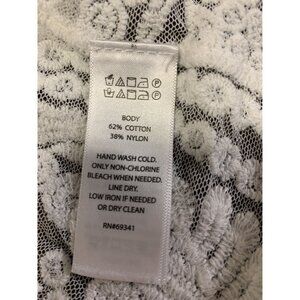 BODY
62% COTTON
38% NYLON
HAND WASH COLD.
ONLY NON-CHLORINE
BLEACH WHEN NEEDED.
LINE DRY.
LOW IRON IF NEEDED
OR DRY CLEAN
RN#69341